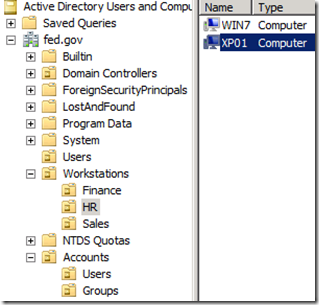 Active Directory Users and Compu
Saved Queries
fed.gov
Builtin
Domain Controllers
ForeignSecurityPrincipals
LostAndFound
Program Data
System
Users
Workstations
Finance
HR
Sales
NTDS Quotas
Accounts
Users
Groups
Name Type
WIN7 Computer
XP01 Computer